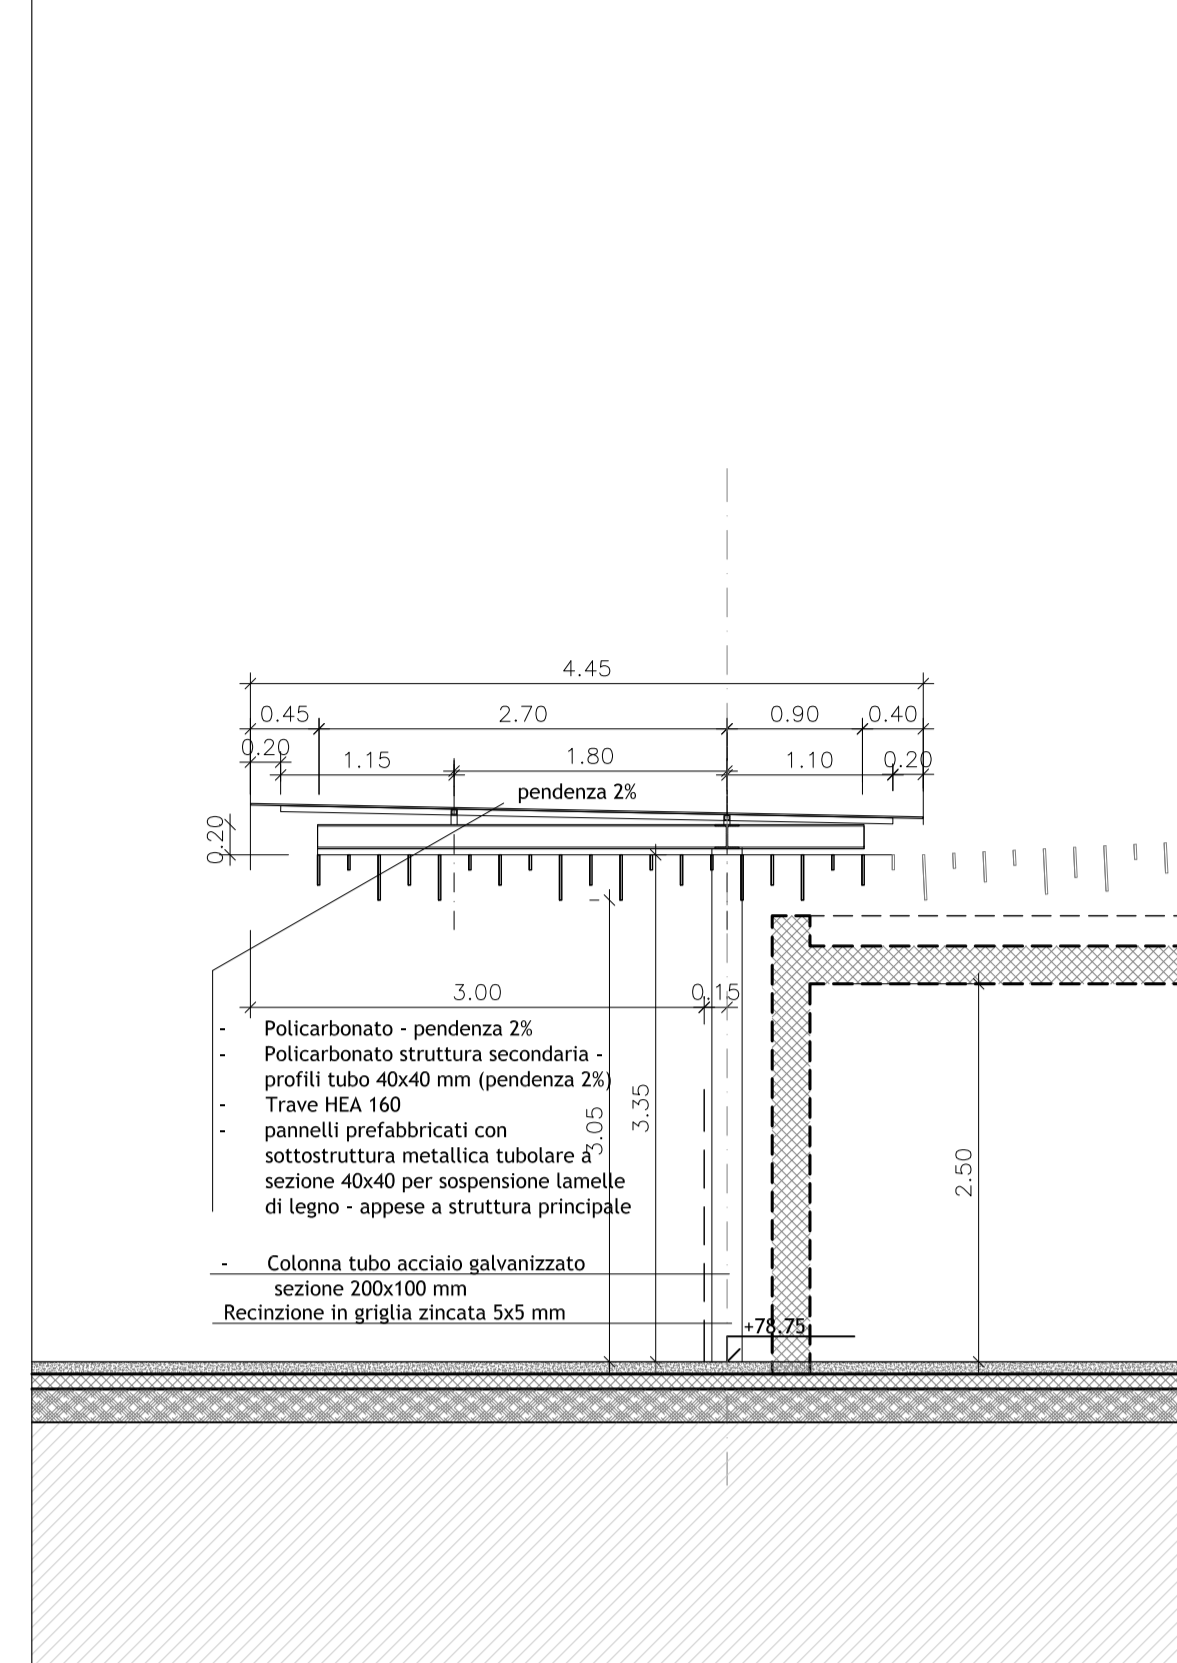 4.45
0.45
2.70
0.90
0.40
0.20
1.15
1.80
1.10
0.20
pendenza 2%
0.20
3.00
0.15
- Policarbonato - pendenza 2%
- Policarbonato struttura secondaria -
profili tubo 40x40 mm (pendenza 2%)
- Trave HEA 160
- pannelli prefabbricati con
sottostruttura metallica tubolare a
sezione 40x40 per sospensione lamelle
di legno - appese a struttura principale
3.05
3.35
2.50
- Colonna tubo acciaio galvanizzato
sezione 200x100 mm
Recinzione in griglia zincata 5x5 mm
+78.75